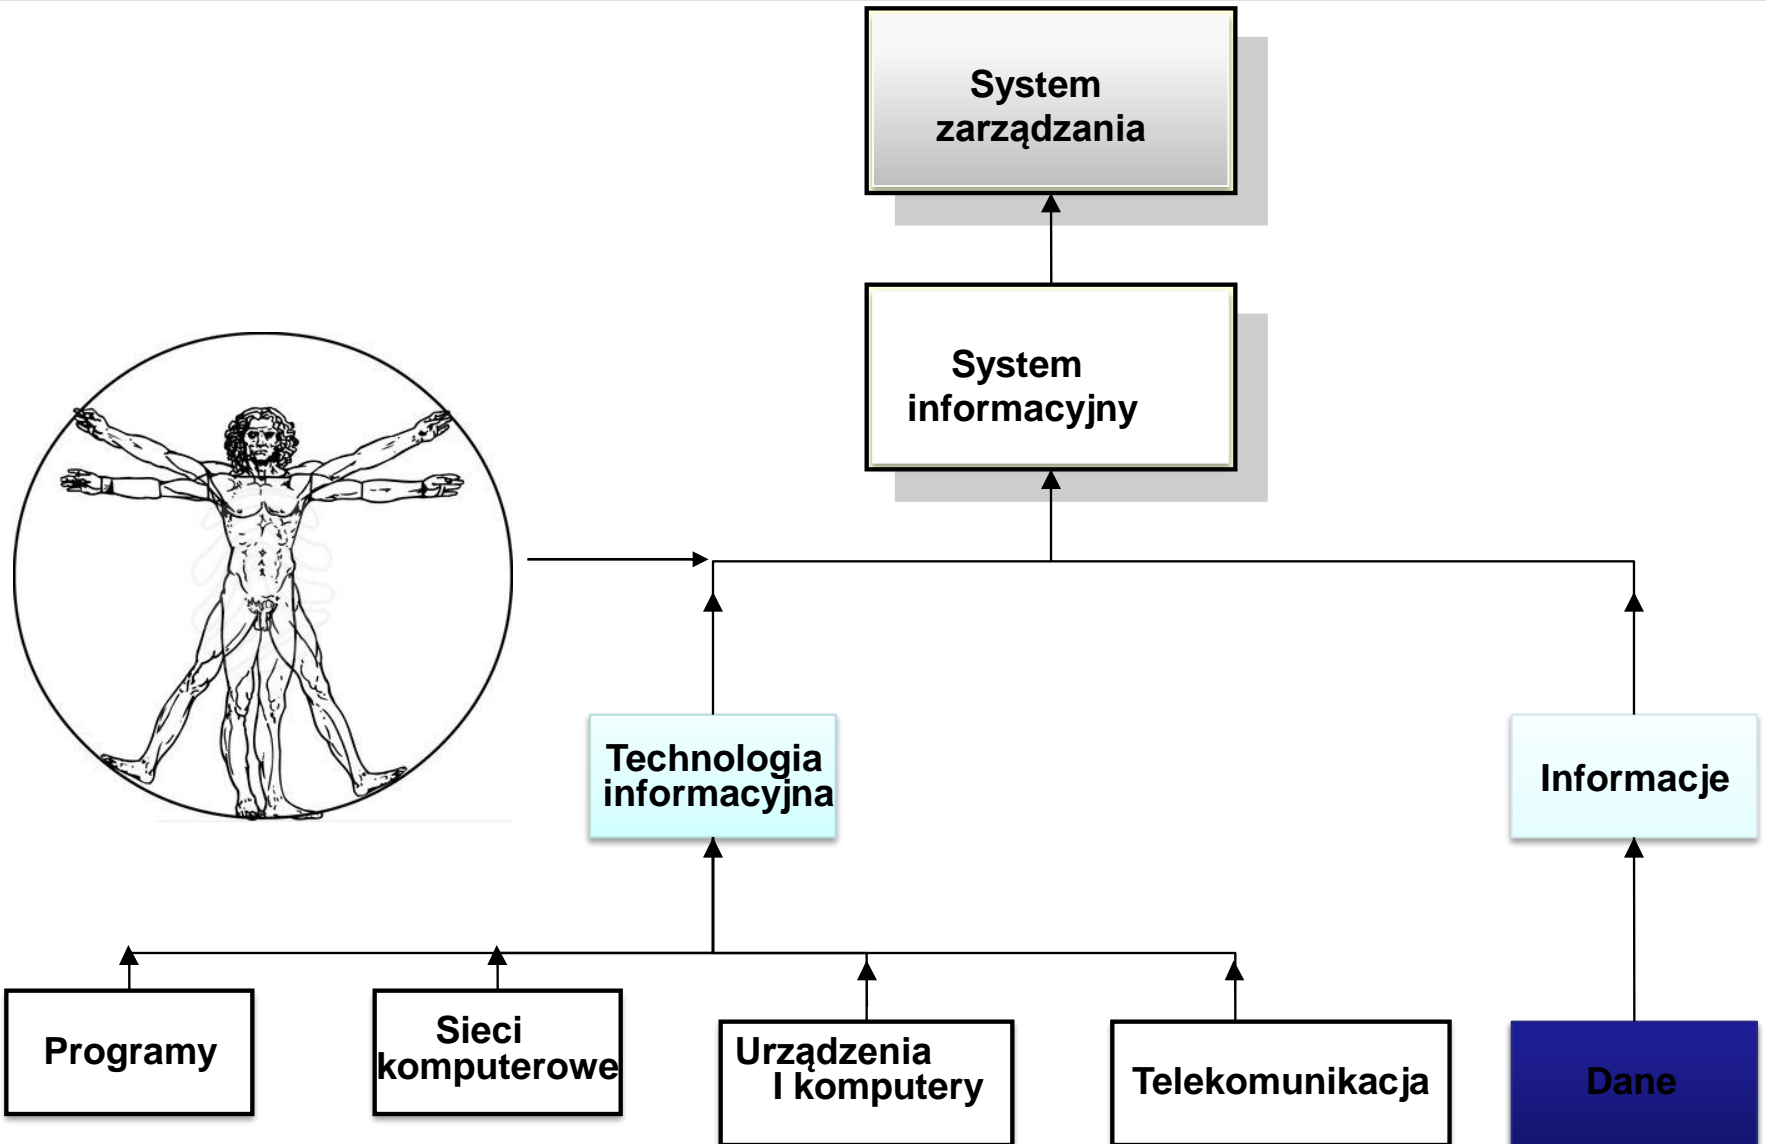 System
zarządzania
System
informacyjny
Technologia
informacyjna
Informacje
Programy
Sieci
komputerowe
Urządzenia
I komputery
Telekomunikacja
Dane